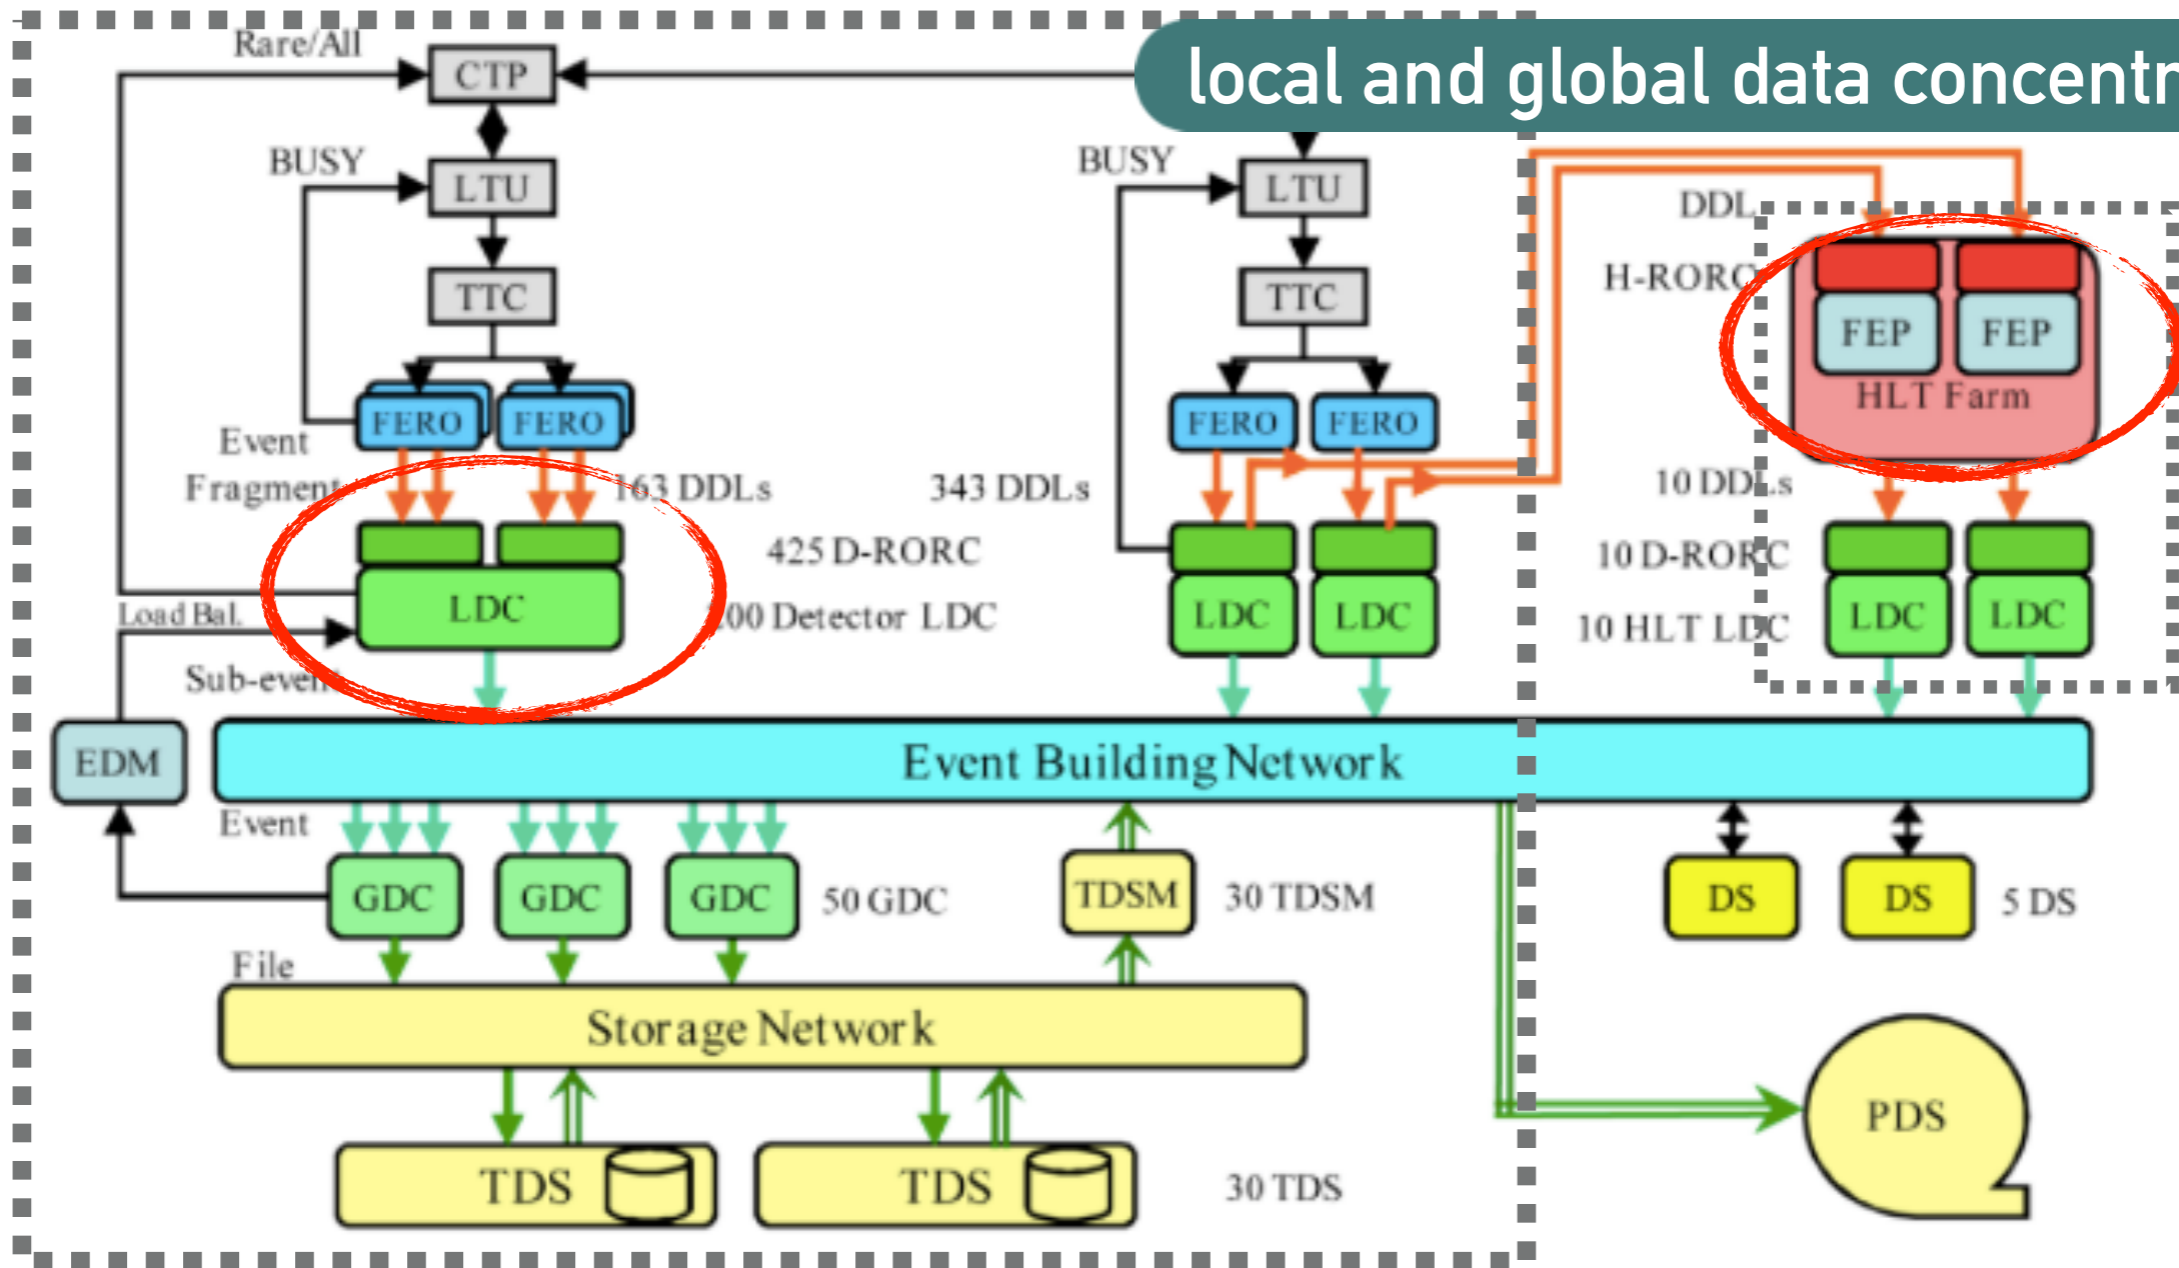 local and global data concentr
Rare/All
CTP
BUSY
LTU
BUSY
LTU
DDL
TTC
TTC
H-RORC
FEP
FEP
HLT Farm
FERO
FERO
FERO
FERO
Event
Fragment
163 DDLs
343 DDLs
10 DDLs
425 D-RORC
10 D-RORC
LDC
Load Bal.
00 Detector LDC
LDC
LDC
10 HLT LDC
LDC
LDC
Sub-event
EDM
Event Building Network
Event
GDC
GDC
GDC
50 GDC
TDSM
30 TDSM
DS
DS
5 DS
File
Storage Network
PDS
TDS
TDS
30 TDS